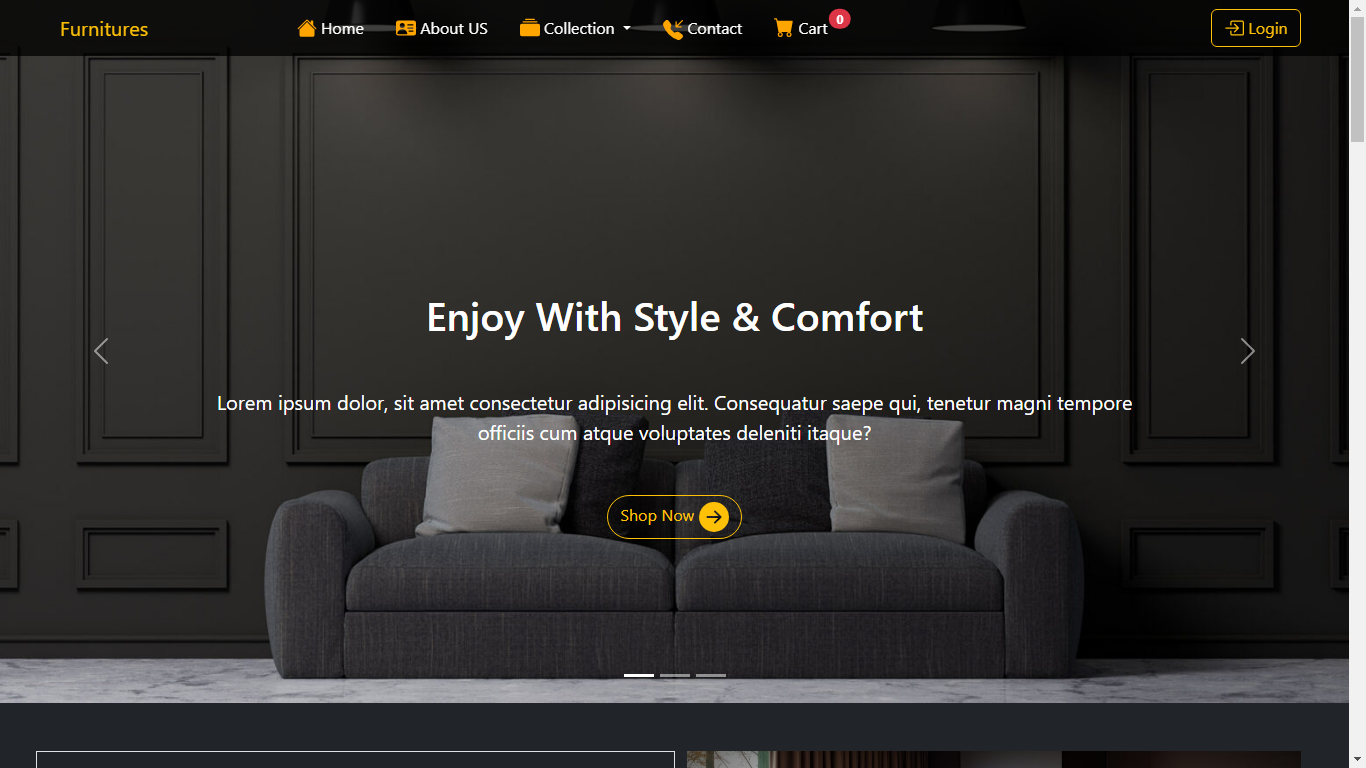 Furnitures
Home
About US
Collection
Contact
Cart
0
Login
Enjoy With Style & Comfort
Lorem ipsum dolor, sit amet consectetur adipisicing elit. Consequatur saepe qui, tenetur magni tempore
officiis cum atque voluptates deleniti itaque?
Shop Now